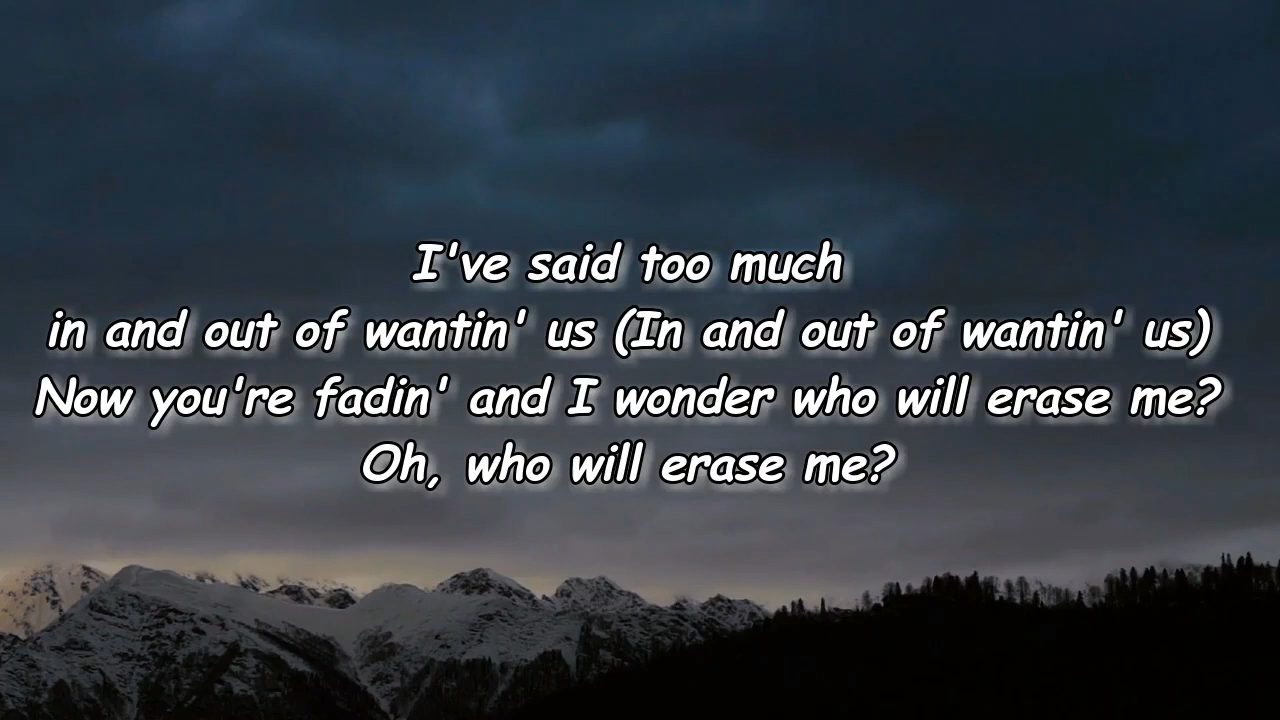 I've said too much
in and out of wantin' us (In and out of wantin' us)
Now you're fadin' and I wonder who will erase me?
Oh, who will erase me?